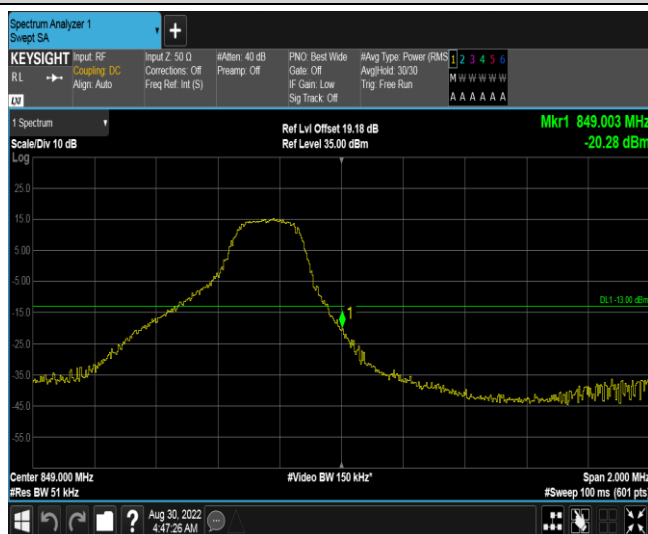 Spectrum Analyzer 1
Swept SA
+
KEYSIGHT
RL
LXI
Input: RF
Coupling: DC
Align: Auto
Input Z: 50 Ω
Corrections: Off
Freq Ref: Int (S)
#Atten: 40 dB
Preamp: Off
PNO: Best Wide
Gate: Off
IF Gain: Low
Sig Track: Off
#Avg Type: Power (RMS
Avg|Hold: 30/30
Trig: Free Run
1 2 3 4 5 6
M W W W W W
A A A A A A
1 Spectrum
Scale/Div 10 dB
Ref Lvl Offset 19.18 dB
Ref Level 35.00 dBm
Mkr1 849.003 MHz
-20.28 dBm
Log
25.0
15.0
5.00
-5.00
-15.0
-25.0
-35.0
-45.0
-55.0
DL1 -13.00 dBm
1
Center 849.000 MHz
#Video BW 150 kHz*
Span 2.000 MHz
#Res BW 51 kHz
#Sweep 100 ms (601 pts)
?
Aug 30, 2022
4:47:26 AM